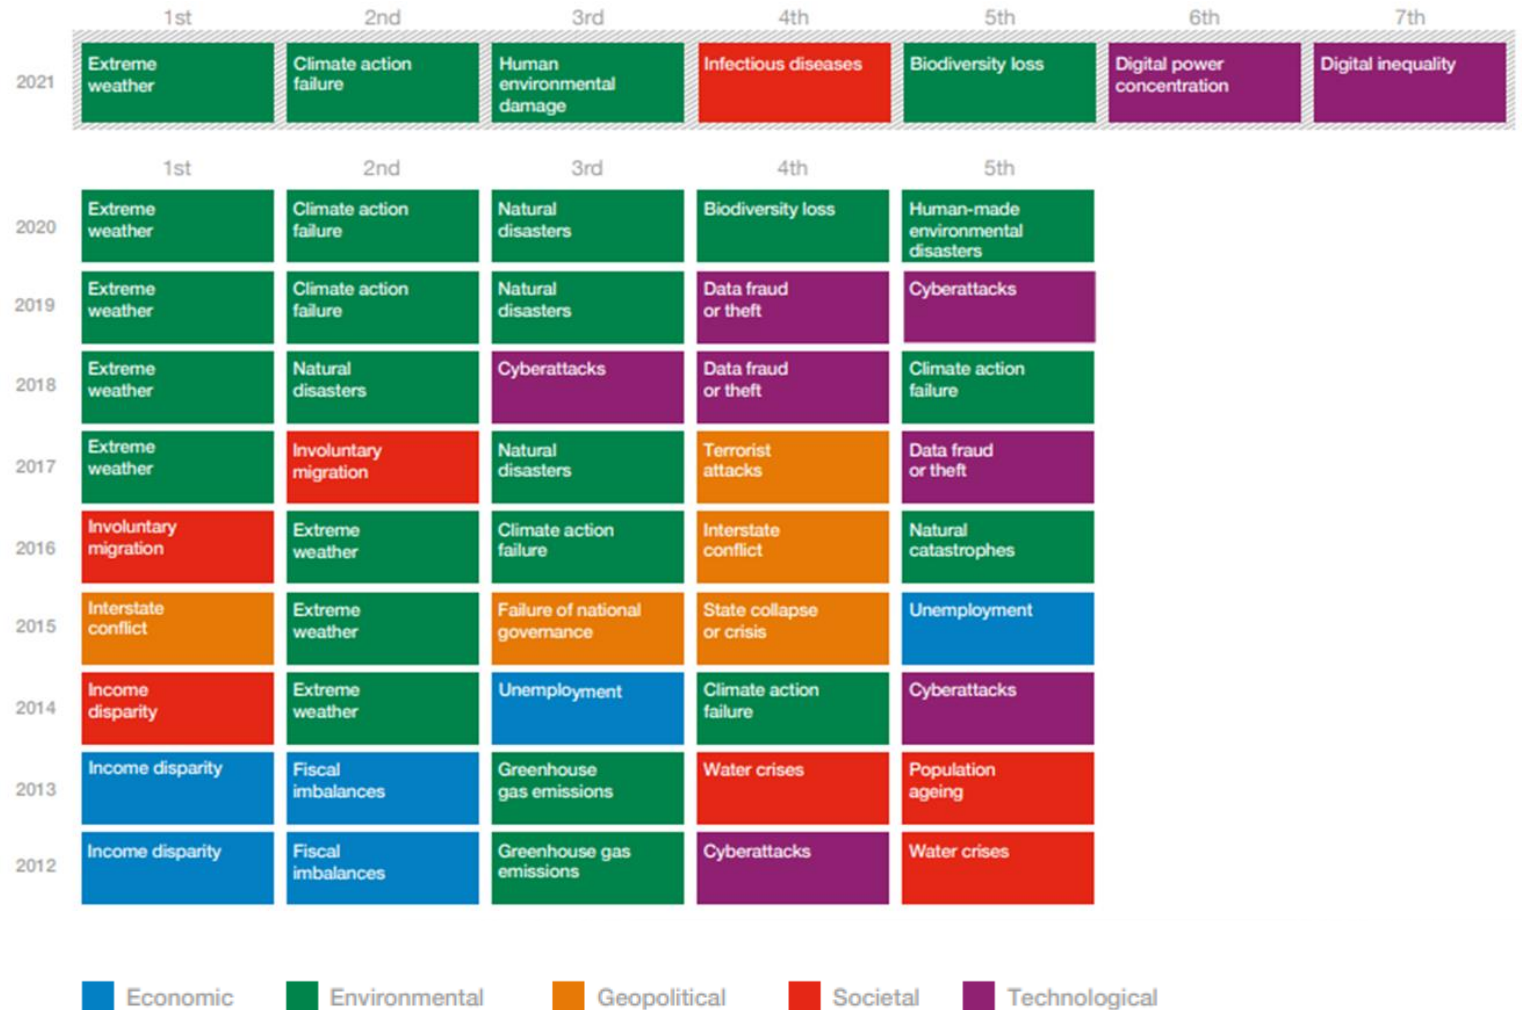 1st 2nd 3rd 4th 5th 6th 7th
2021
Extreme
weather
Climate action
failure
Human
environmental
damage
Infectious diseases
Biodiversity loss
Digital power
concentration
Digital inequality
1st 2nd 3rd 4th 5th
2020
Extreme
weather
Climate action
failure
Natural
disasters
Biodiversity loss
Human-made
environmental
disasters
2019
Extreme
weather
Climate action
failure
Natural
disasters
Data fraud
or theft
Cyberattacks
2018
Extreme
weather
Natural
disasters
Cyberattacks
Data fraud
or theft
Climate action
failure
2017
Extreme
weather
Involuntary
migration
Natural
disasters
Terrorist
attacks
Data fraud
or theft
2016
Involuntary
migration
Extreme
weather
Climate action
failure
Interstate
conflict
Natural
catastrophes
2015
Interstate
conflict
Extreme
weather
Failure of national
governance
State collapse
or crisis
Unemployment
2014
Income
disparity
Extreme
weather
Unemployment
Climate action
failure
Cyberattacks
2013
Income disparity
Fiscal
imbalances
Greenhouse
gas emissions
Water crises
Population
ageing
2012
Income disparity
Fiscal
imbalances
Greenhouse gas
emissions
Cyberattacks
Water crises
Economic Environmental Geopolitical Societal Technological